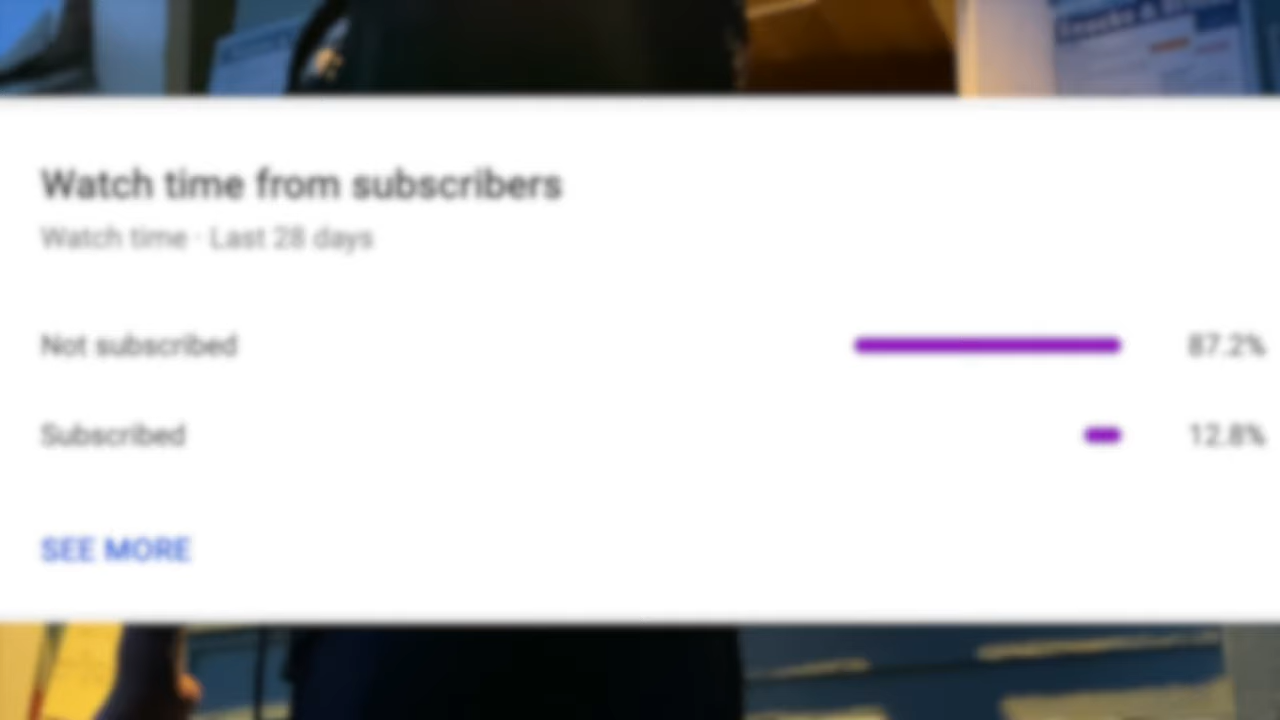 Watch time from subscribers
Watch time · Last 28 days
Not subscribed 87.2%
Subscribed 12.8%
SEE MORE